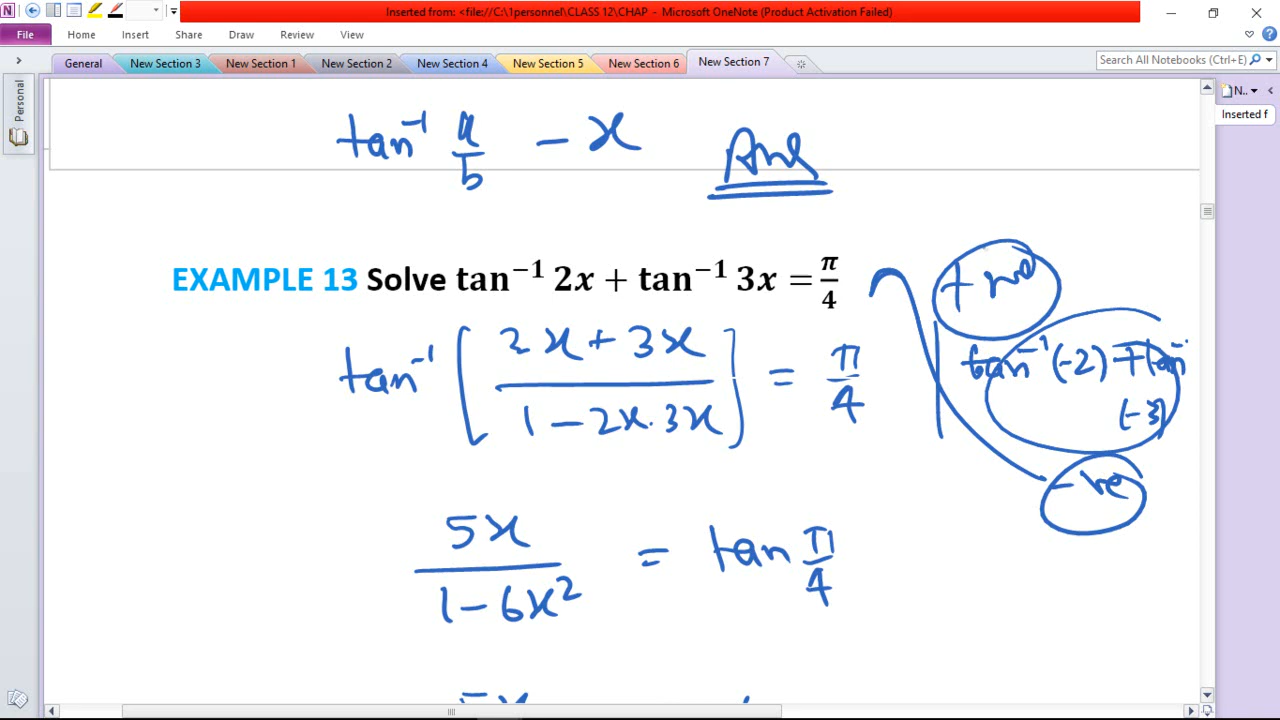 Inserted from: <file://C:\1personnel\CLASS 12\CHAP - Microsoft OneNote (Product Activation Failed)
File Home Insert Share Draw Review View
General New Section 3 New Section 1 New Section 2 New Section 4 New Section 5 New Section 6 New Section 7 Search All Notebooks (Ctrl+E)
Personal
N..
Inserted f
tan⁻¹ a/b - x Ans
EXAMPLE 13 Solve tan⁻¹ 2x + tan⁻¹ 3x = π/4
tan⁻¹ [ (2x + 3x) / (1 - 2x.3x) ] = π/4
tan⁻¹ (-2) + tan⁻
(-3)
-ve
5x / (1 - 6x²) = tan π/4
5x